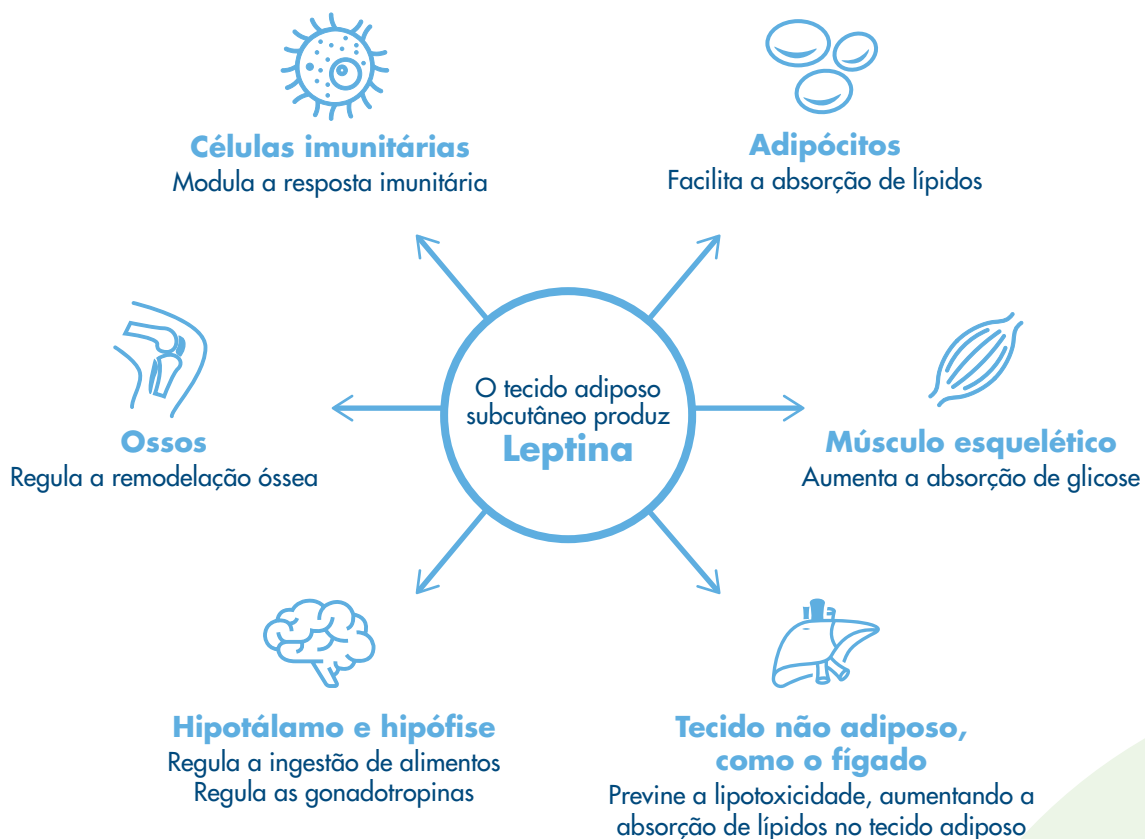 Células imunitárias
Modula a resposta imunitária
Adipócitos
Facilita a absorção de lípidos
O tecido adiposo
subcutâneo produz
Leptina
Ossos
Regula a remodelação óssea
Músculo esquelético
Aumenta a absorção de glicose
Hipotálamo e hipófise
Regula a ingestão de alimentos
Regula as gonadotropinas
Tecido não adiposo,
como o fígado
Previne a lipotoxicidade, aumentando a
absorção de lípidos no tecido adiposo